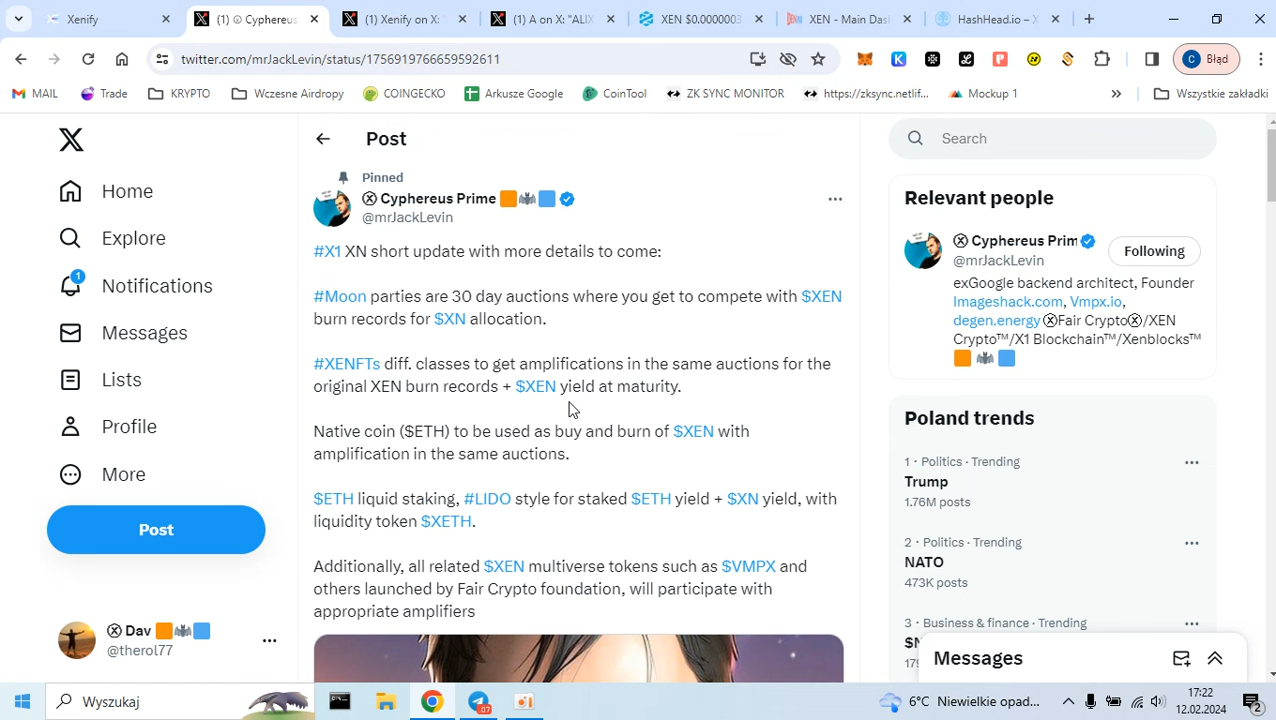 Xenify
(1) Ⓧ Cyphereus
(1) Xenify on X: "
(1) A on X: "ALIX
XEN $0.0000003
XEN - Main Das
HashHead.io –
twitter.com/mrJackLevin/status/1756919766659592611
C Błąd
MAIL
Trade
KRYPTO
Wczesne Airdropy
COINGECKO
Arkusze Google
CoinTool
ZK SYNC MONITOR
https://zksync.netlif...
Mockup 1
Wszystkie zakładki
Home
Explore
1
Notifications
Messages
Lists
Profile
More
Post
Ⓧ Dav
@therol77
Post
Pinned
Ⓧ Cyphereus Prime
@mrJackLevin
#X1 XN short update with more details to come:
#Moon parties are 30 day auctions where you get to compete with $XEN
burn records for $XN allocation.
#XENFTs diff. classes to get amplifications in the same auctions for the
original XEN burn records + $XEN yield at maturity.
Native coin ($ETH) to be used as buy and burn of $XEN with
amplification in the same auctions.
$ETH liquid staking, #LIDO style for staked $ETH yield + $XN yield, with
liquidity token $XETH.
Additionally, all related $XEN multiverse tokens such as $VMPX and
others launched by Fair Crypto foundation, will participate with
appropriate amplifiers
Search
Relevant people
Ⓧ Cyphereus Prim
@mrJackLevin
Following
exGoogle backend architect, Founder
Imageshack.com, Vmpx.io,
degen.energy ⓍFair CryptoⓍ/XEN
Crypto™/X1 Blockchain™/Xenblocks™
Poland trends
1 · Politics · Trending
Trump
1.76M posts
2 · Politics · Trending
NATO
473K posts
3 · Business & finance · Trending
Messages
Wyszukaj
07
6°C Niewielkie opad...
17:22
12.02.2024
2